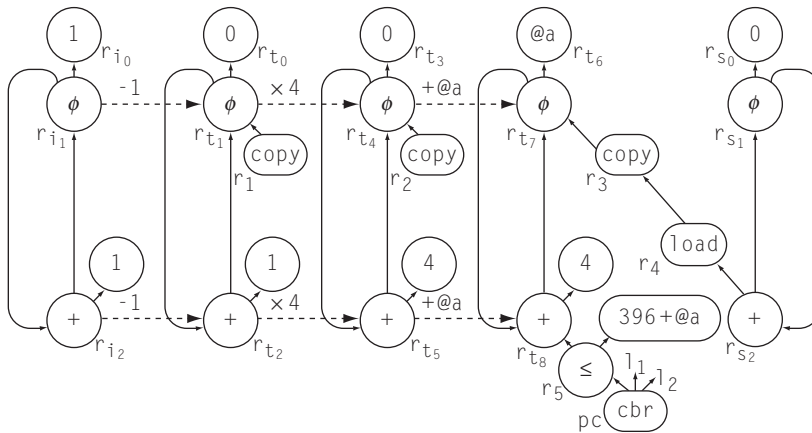 1 0 0 @a 0
r_i0 r_t0 r_t3 r_t6 r_s0
ϕ -1 ϕ ×4 ϕ +@a ϕ ϕ
r_i1 r_t1 r_t4 r_t7 r_s1
copy copy copy
r_1 r_2 r_3
load
r_4
1 1 4 4 396+@a
+ -1 + ×4 + +@a + +
r_i2 r_t2 r_t5 r_t8 r_s2
≤ l_1 l_2
r_5
pc cbr